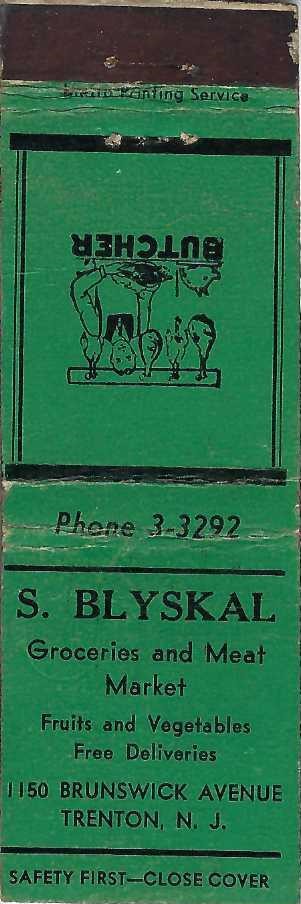 Printing Service
BUTCHER
Phone 3-3292
S. BLYSKAL
Groceries and Meat
Market
Fruits and Vegetables
Free Deliveries
1150 BRUNSWICK AVENUE
TRENTON, N. J.
SAFETY FIRST—CLOSE COVER